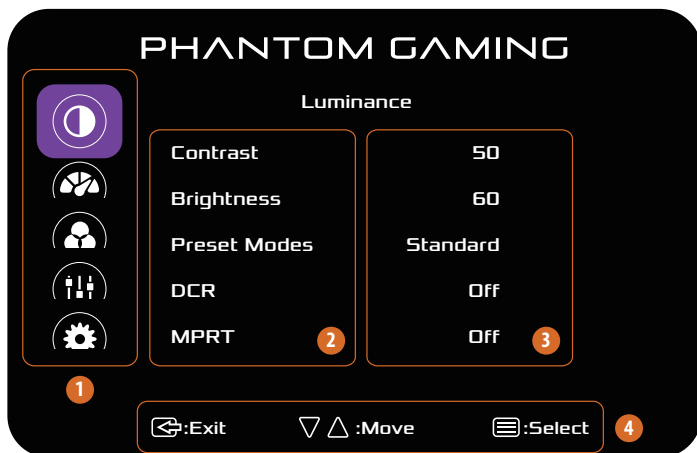 PHANTOM GAMING
Luminance
Contrast 50
Brightness 60
Preset Modes Standard
DCR Off
MPRT Off
2 3
1
:Exit :Move :Select 4